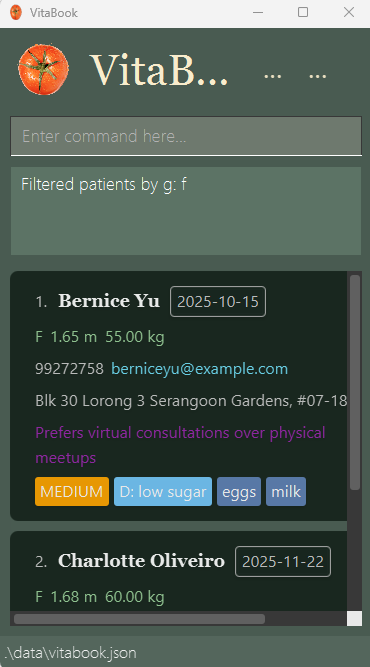 VitaBook
VitaB... ... ...
Enter command here...
Filtered patients by g: f
1. Bernice Yu 2025-10-15
F 1.65 m 55.00 kg
99272758 berniceyu@example.com
Blk 30 Lorong 3 Serangoon Gardens, #07-18
Prefers virtual consultations over physical
meetups
MEDIUM D: low sugar eggs milk
2. Charlotte Oliveiro 2025-11-22
F 1.68 m 60.00 kg
.\data\vitabook.json